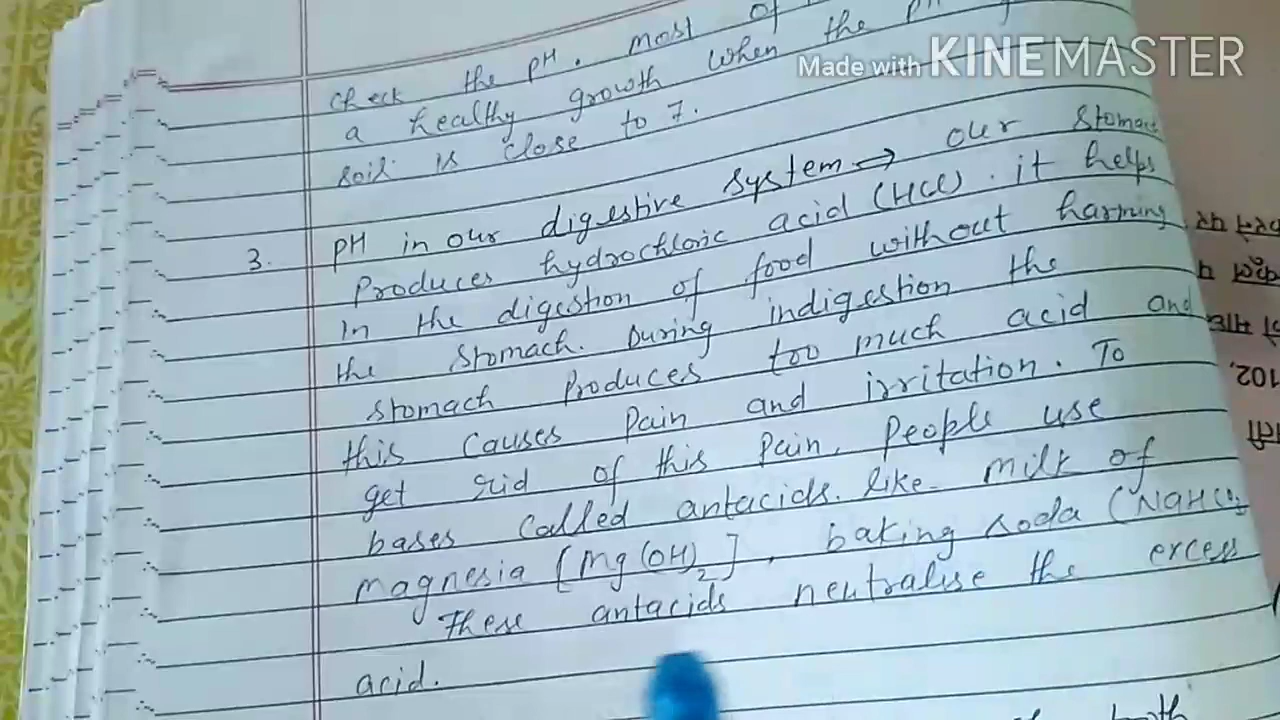 Made with KINEMASTER
check the pH. most of
a healthy growth when the pH
soil is close to 7.
3. pH in our digestive system → our stomach
Produces hydrochloric acid (HCl). it helps
in the digestion of food without harming
the stomach. During indigestion the
stomach Produces too much acid and
this causes Pain and irritation. To
get rid of this Pain, People use
bases called antacids. like milk of
magnesia [Mg(OH)2], baking soda (NaHCO3
These antacids neutralise the excess
acid.
102.